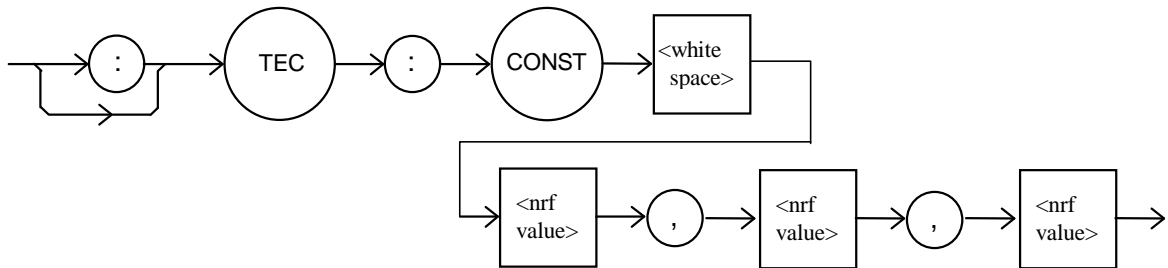 : TEC : CONST <white
space>
<nrf
value> , <nrf
value> , <nrf
value>